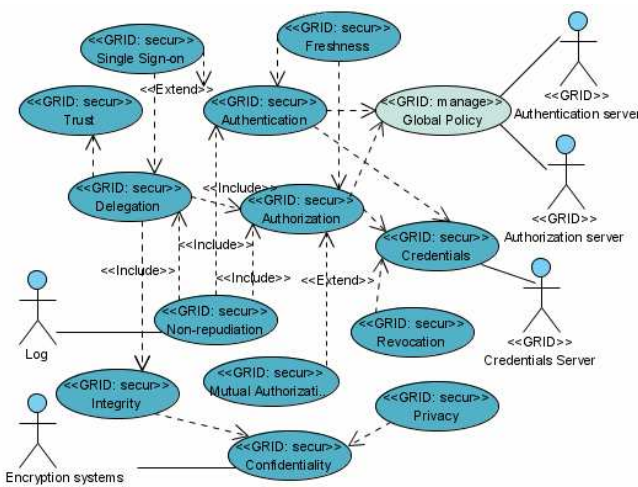 <<GRID: secur>>
Single Sign-on
<<GRID: secur>>
Freshness
<<Extend>>
<<GRID: secur>>
Trust
<<GRID: secur>>
Authentication
<<GRID: manage>>
Global Policy
<<GRID>>
Authentication server
<<GRID: secur>>
Delegation
<<Include>>
<<GRID: secur>>
Authorization
<<GRID>>
Authorization server
<<GRID: secur>>
Credentials
<<Include>>
<<Include>>
<<Include>>
<<Extend>>
<<GRID: secur>>
Non-repudiation
<<GRID: secur>>
Revocation
Log
<<GRID>>
Credentials Server
<<GRID: secur>>
Integrity
<<GRID: secur>>
Mutual Authorizati..
<<GRID: secur>>
Privacy
<<GRID: secur>>
Confidentiality
Encryption systems